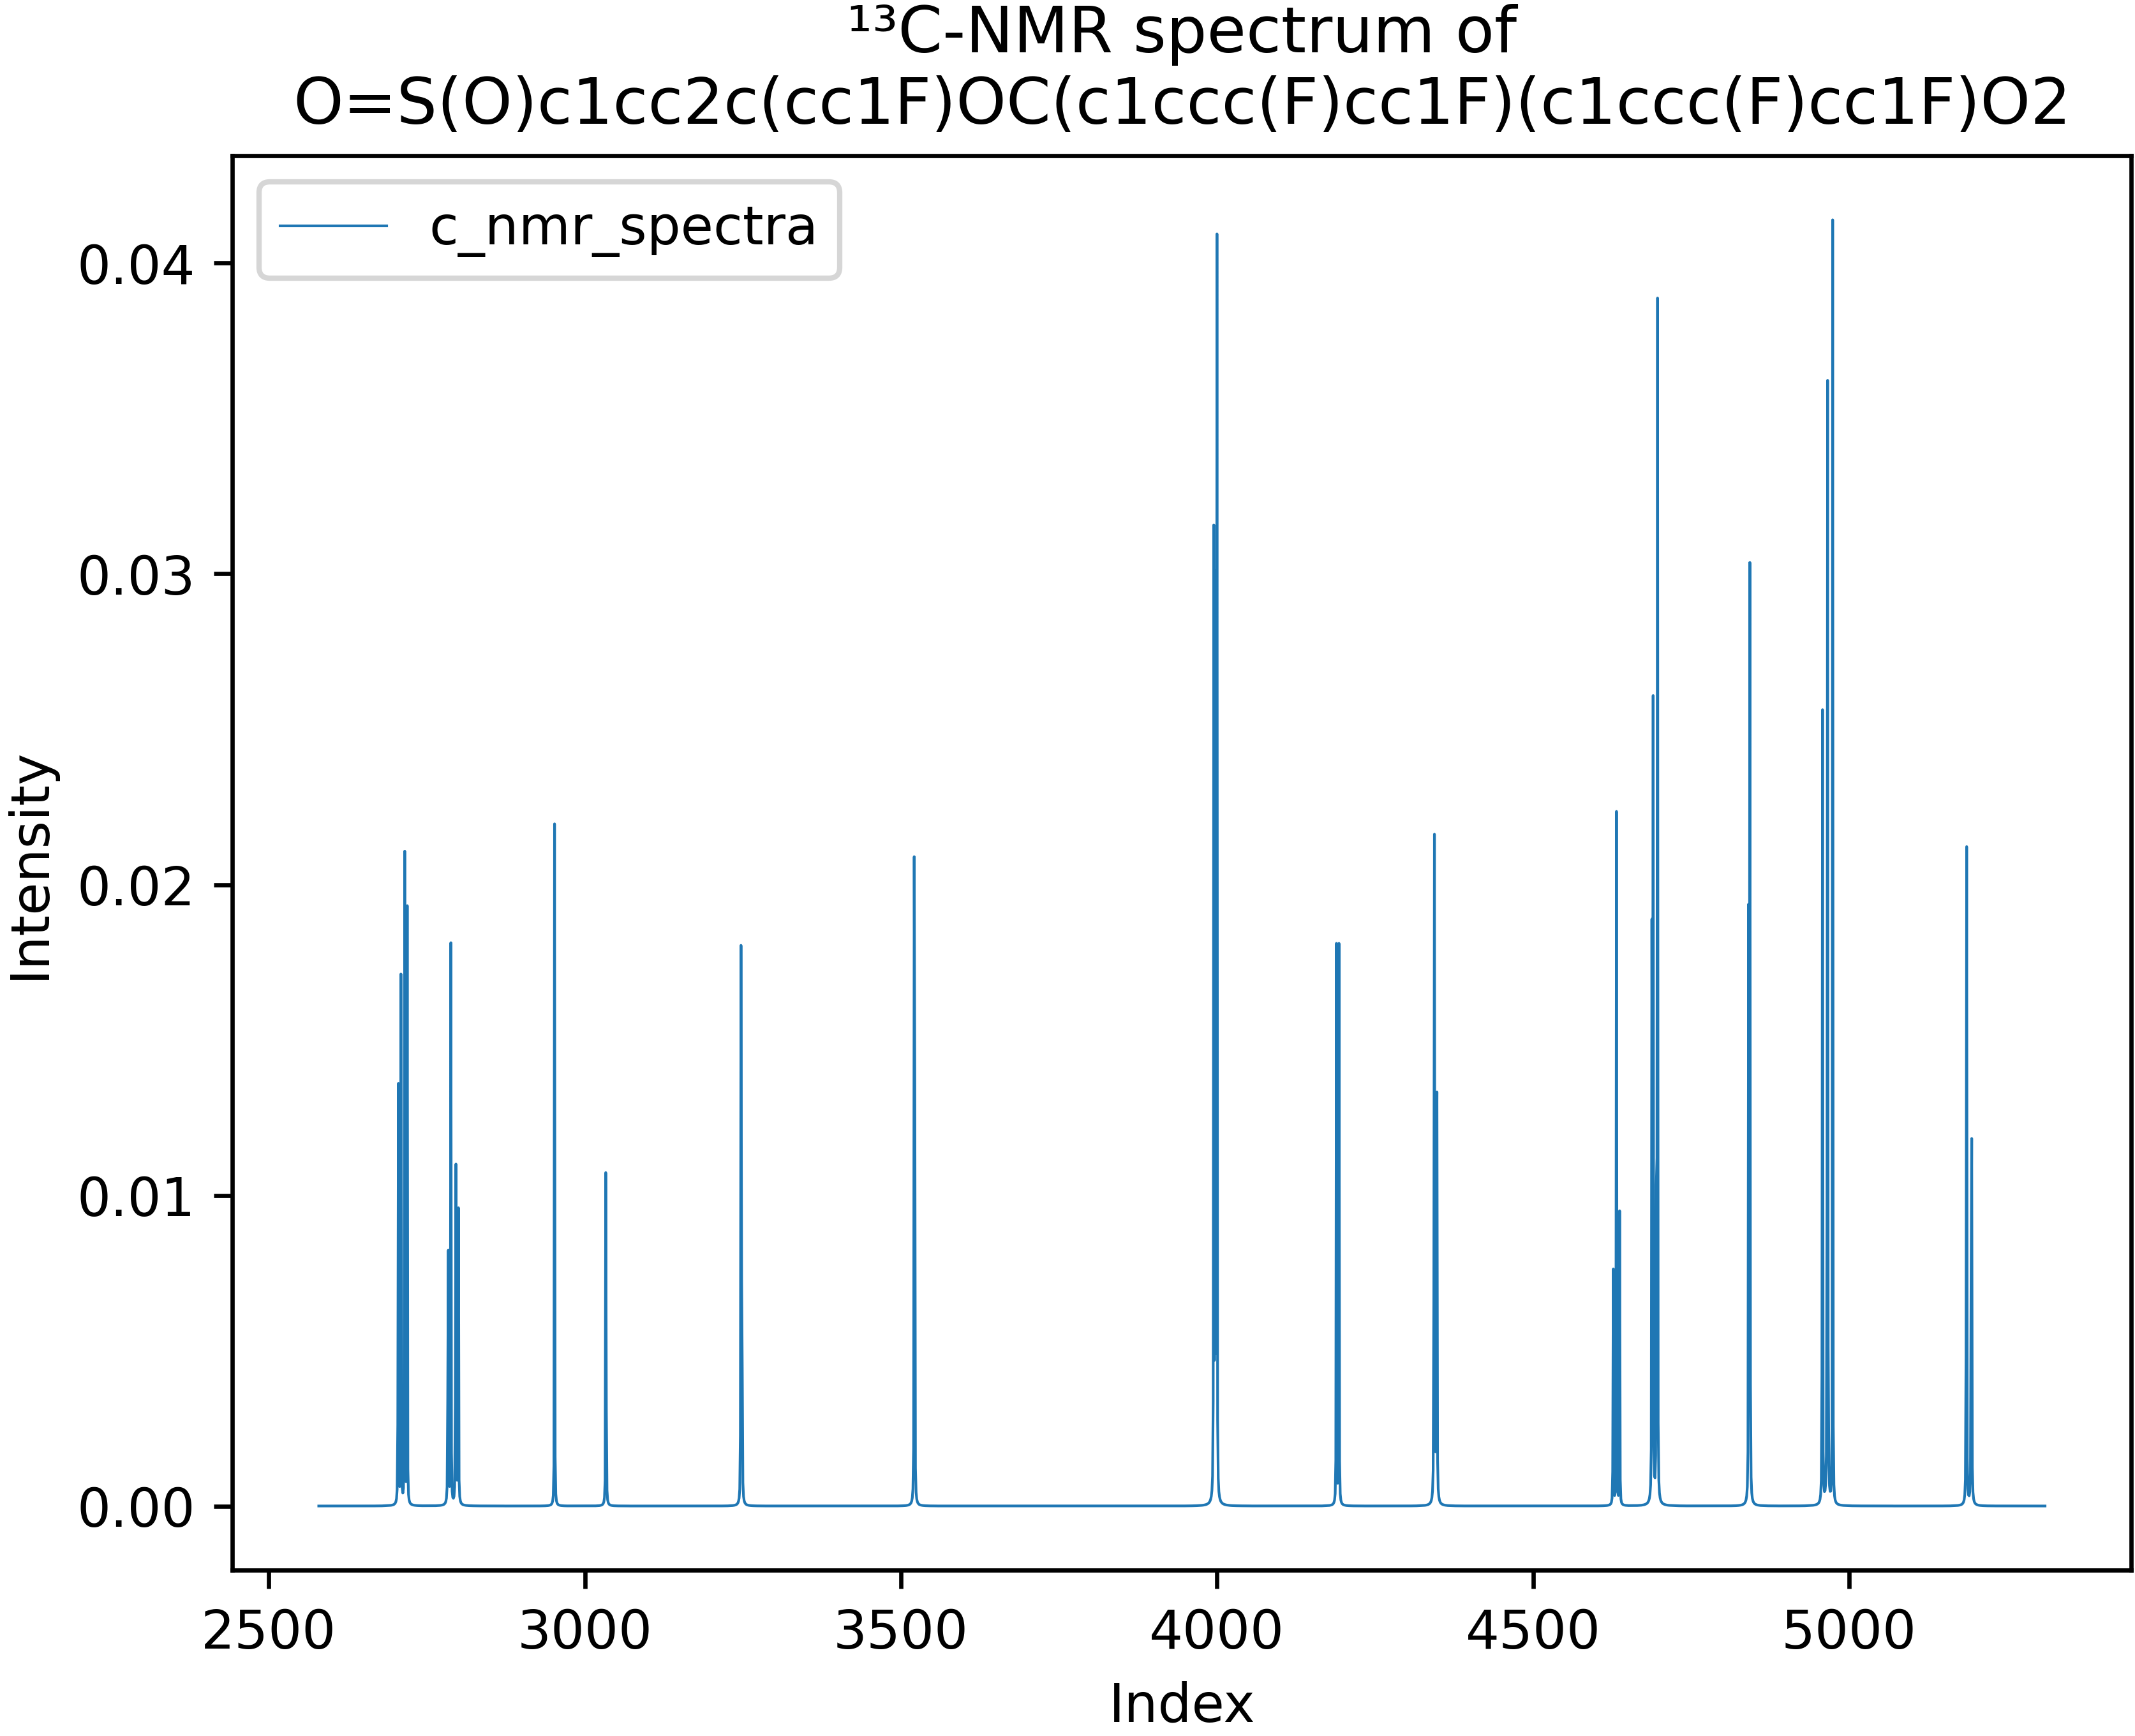 ¹³C-NMR spectrum of
O=S(O)c1cc2c(cc1F)OC(c1ccc(F)cc1F)(c1ccc(F)cc1F)O2
c_nmr_spectra
0.04
0.03
0.02
0.01
0.00
Intensity
2500 3000 3500 4000 4500 5000
Index